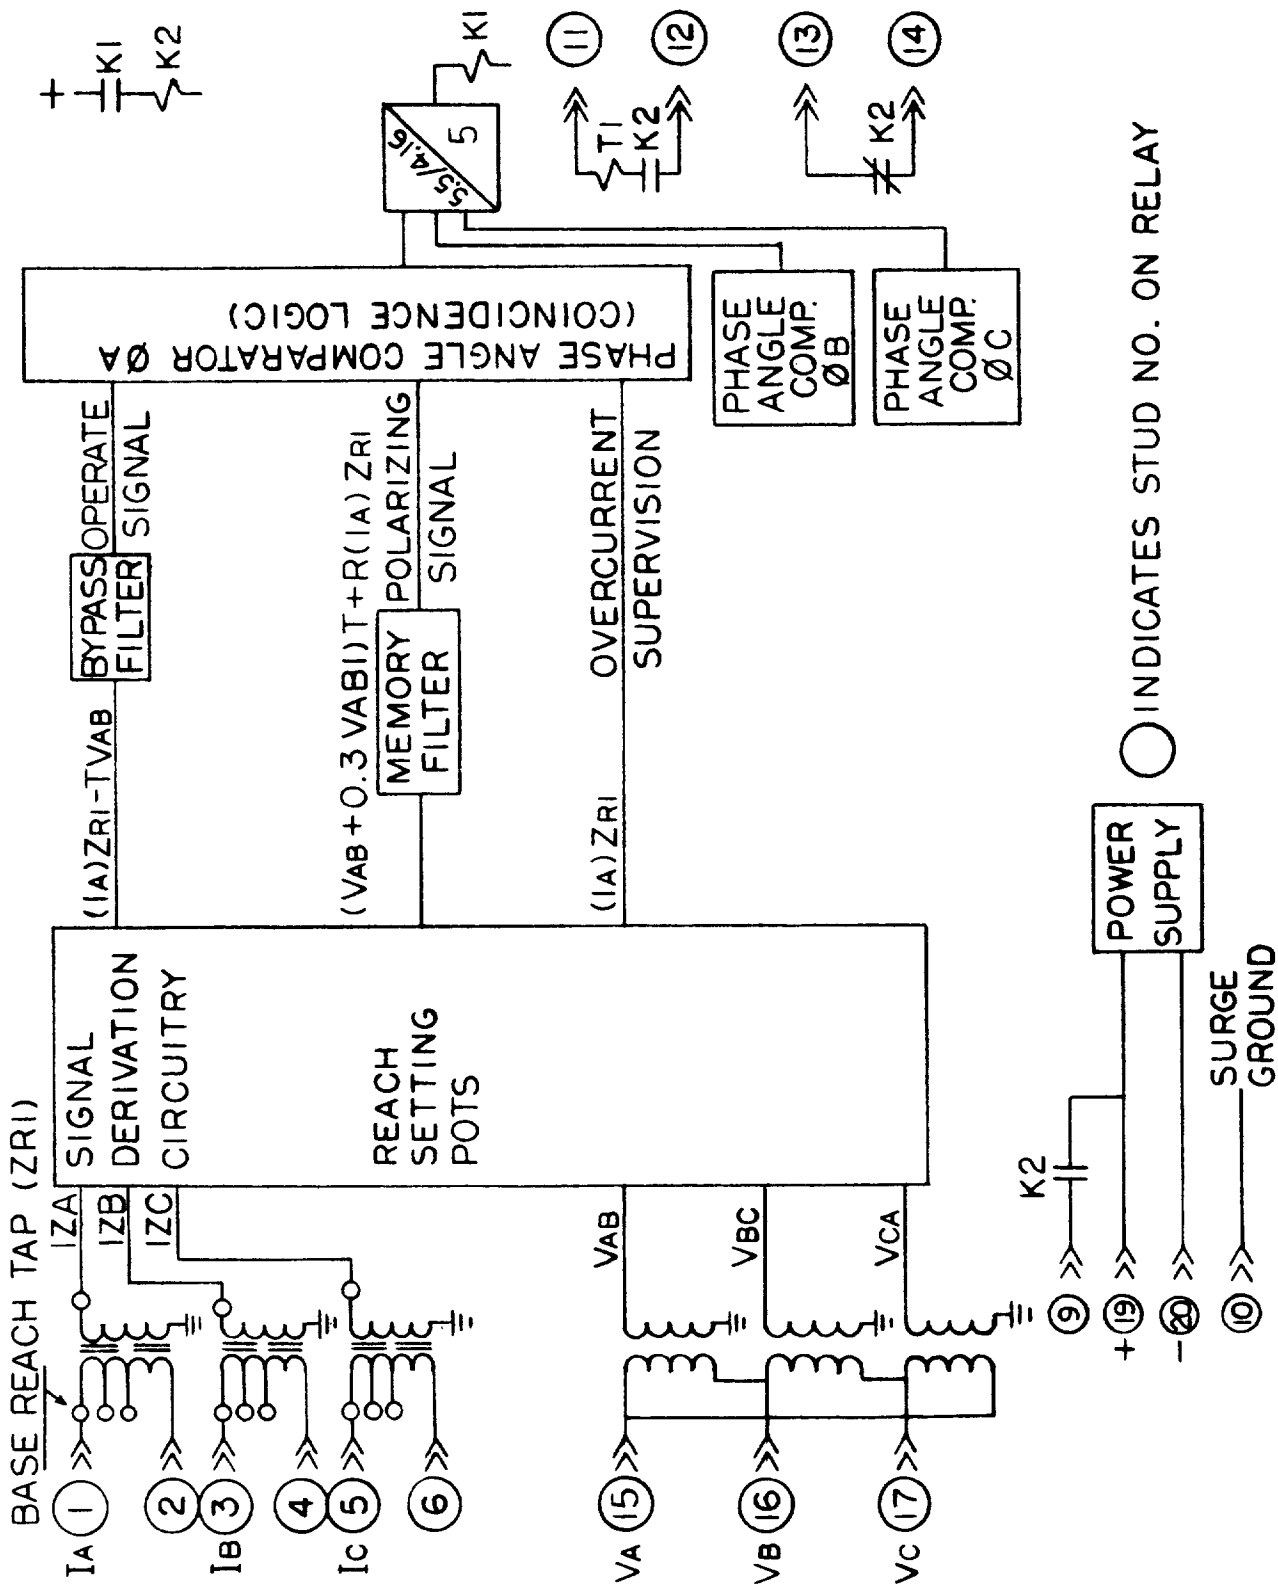 BASE REACH TAP (ZR1)
IA
1
2
IB
3
4
IC
5
6
VA
15
VB
16
VC
17
IZA
IZB
IZC
VAB
VBC
VCA
SIGNAL
DERIVATION
CIRCUITRY
REACH
SETTING
POTS
(IA)ZR1-TVAB
BYPASS
FILTER
OPERATE
SIGNAL
(VAB+0.3 VAB1)T+R(IA)ZR1
MEMORY
FILTER
POLARIZING
SIGNAL
(IA)ZR1
OVERCURRENT
SUPERVISION
PHASE ANGLE COMPARATOR ØA
(COINCIDENCE LOGIC)
PHASE
ANGLE
COMP.
ØB
PHASE
ANGLE
COMP.
ØC
5.5/4.16
5
K1
+
K1
K2
11
T1
K2
12
13
K2
14
9
K2
+
19
-
20
10
POWER
SUPPLY
SURGE
GROUND
INDICATES STUD NO. ON RELAY